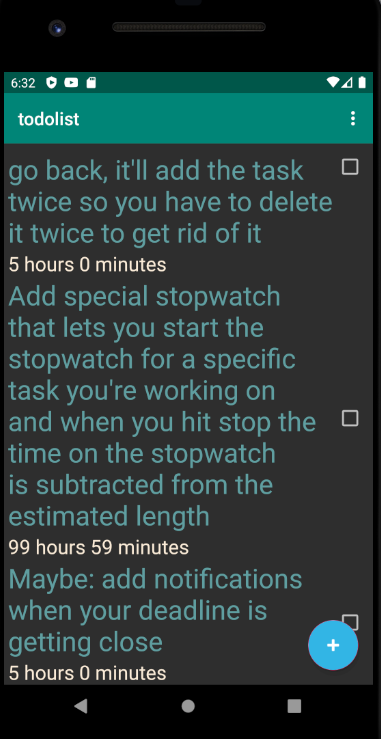 6:32
todolist
go back, it'll add the task
twice so you have to delete
it twice to get rid of it
5 hours 0 minutes
Add special stopwatch
that lets you start the
stopwatch for a specific
task you're working on
and when you hit stop the
time on the stopwatch
is subtracted from the
estimated length
99 hours 59 minutes
Maybe: add notifications
when your deadline is
getting close
5 hours 0 minutes